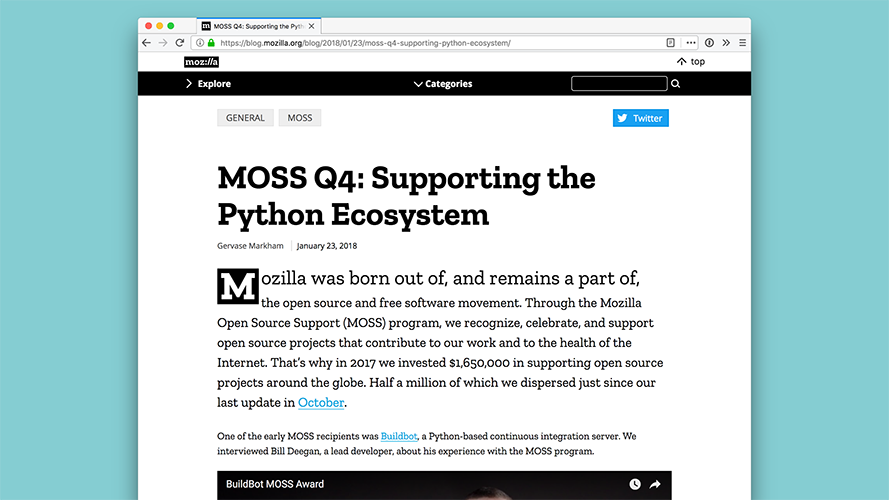 MOSS Q4: Supporting the Pyth
https://blog.mozilla.org/blog/2018/01/23/moss-q4-supporting-python-ecosystem/
moz://a
top
Explore
Categories
GENERAL
MOSS
Twitter
MOSS Q4: Supporting the
Python Ecosystem
Gervase Markham
January 23, 2018
Mozilla was born out of, and remains a part of,
the open source and free software movement. Through the Mozilla
Open Source Support (MOSS) program, we recognize, celebrate, and support
open source projects that contribute to our work and to the health of the
Internet. That’s why in 2017 we invested $1,650,000 in supporting open source
projects around the globe. Half a million of which we dispersed just since our
last update in October.
One of the early MOSS recipients was Buildbot, a Python-based continuous integration server. We
interviewed Bill Deegan, a lead developer, about his experience with the MOSS program.
BuildBot MOSS Award